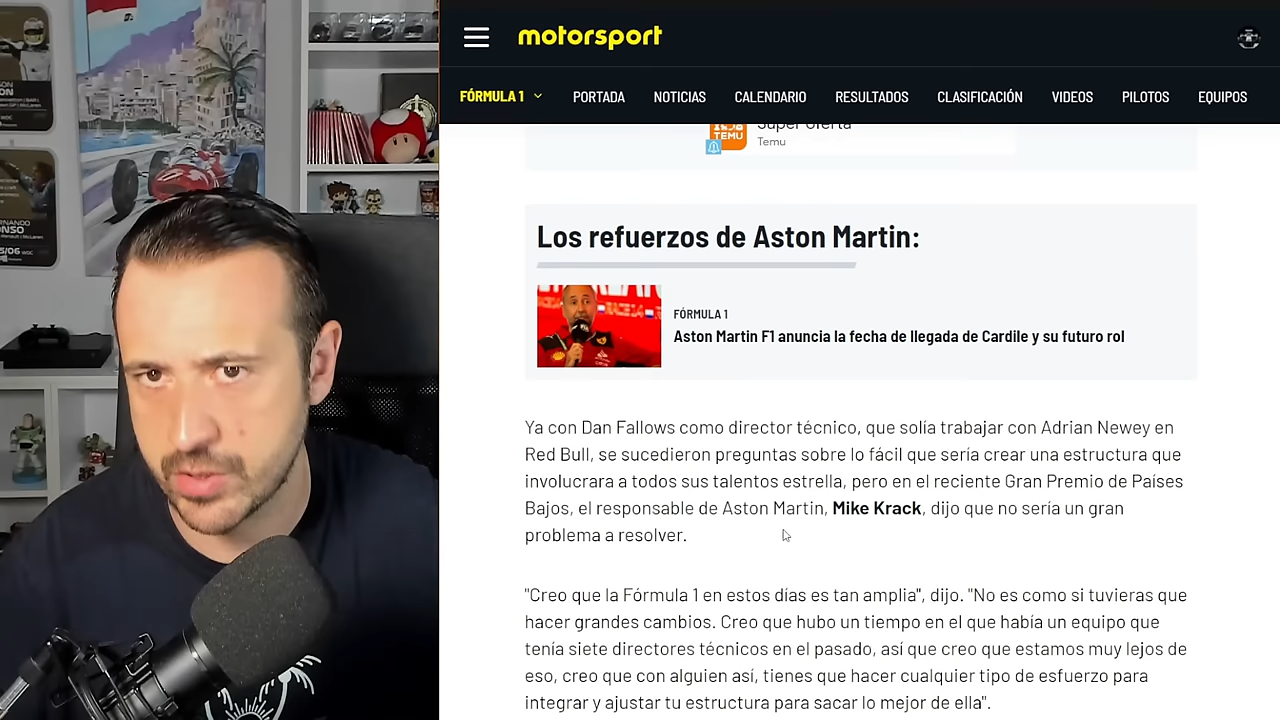 motorsport
FÓRMULA 1
PORTADA
NOTICIAS
CALENDARIO
RESULTADOS
CLASIFICACIÓN
VIDEOS
PILOTOS
EQUIPOS
TEMU
Súper Oferta
Temu
Los refuerzos de Aston Martin:
FÓRMULA 1
Aston Martin F1 anuncia la fecha de llegada de Cardile y su futuro rol
Ya con Dan Fallows como director técnico, que solía trabajar con Adrian Newey en
Red Bull, se sucedieron preguntas sobre lo fácil que sería crear una estructura que
involucrara a todos sus talentos estrella, pero en el reciente Gran Premio de Países
Bajos, el responsable de Aston Martin, Mike Krack, dijo que no sería un gran
problema a resolver.
"Creo que la Fórmula 1 en estos días es tan amplia", dijo. "No es como si tuvieras que
hacer grandes cambios. Creo que hubo un tiempo en el que había un equipo que
tenía siete directores técnicos en el pasado, así que creo que estamos muy lejos de
eso, creo que con alguien así, tienes que hacer cualquier tipo de esfuerzo para
integrar y ajustar tu estructura para sacar lo mejor de ella".